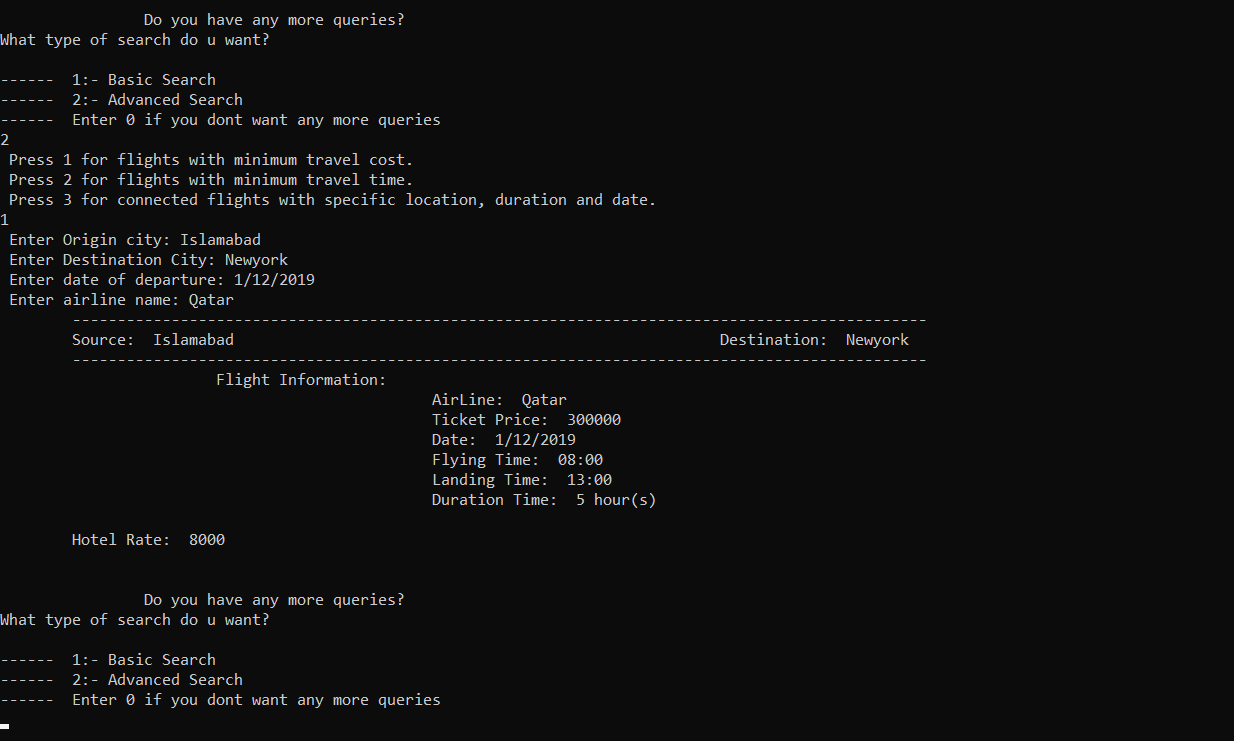 Do you have any more queries?
What type of search do u want?
------  1:- Basic Search
------  2:- Advanced Search
------  Enter 0 if you dont want any more queries
2
Press 1 for flights with minimum travel cost.
Press 2 for flights with minimum travel time.
Press 3 for connected flights with specific location, duration and date.
1
Enter Origin city: Islamabad
Enter Destination City: Newyork
Enter date of departure: 1/12/2019
Enter airline name: Qatar
-----------------------------------------------------------------------------------------------
Source:  Islamabad                                                      Destination:  Newyork
-----------------------------------------------------------------------------------------------
Flight Information:
AirLine:  Qatar
Ticket Price:  300000
Date:  1/12/2019
Flying Time:  08:00
Landing Time:  13:00
Duration Time:  5 hour(s)
Hotel Rate:  8000
Do you have any more queries?
What type of search do u want?
------  1:- Basic Search
------  2:- Advanced Search
------  Enter 0 if you dont want any more queries